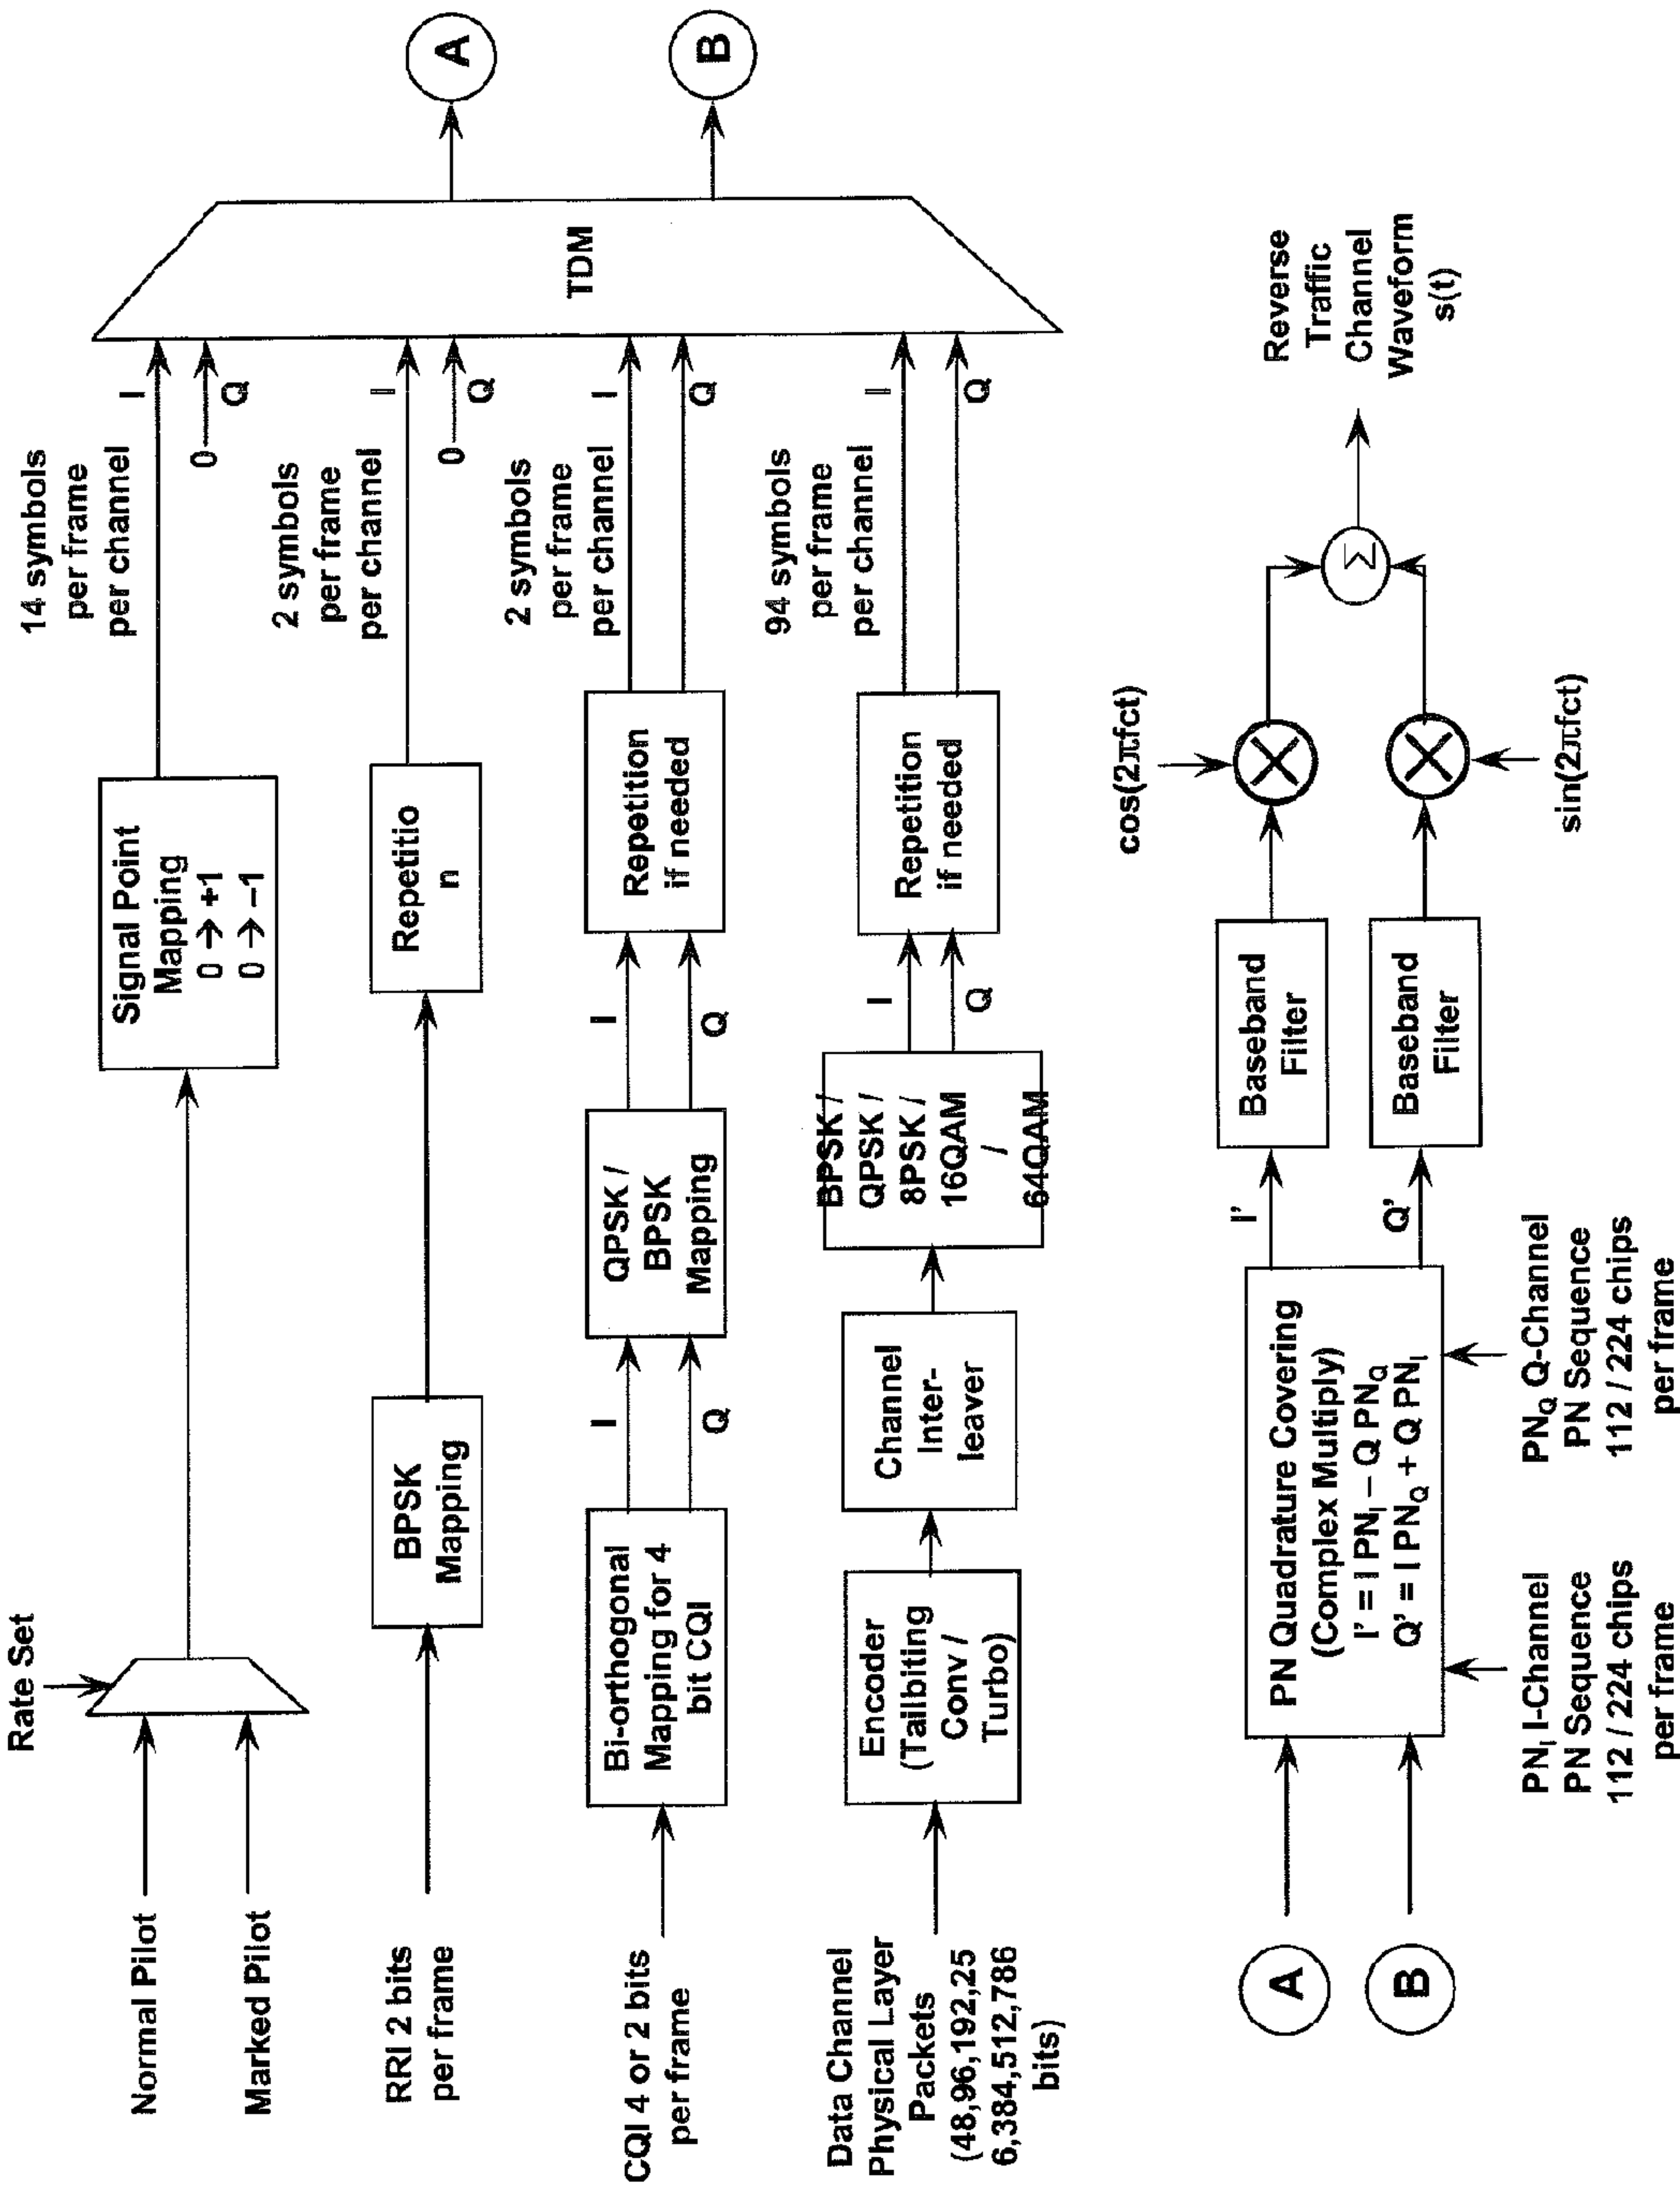 Rate Set
Normal Pilot
Marked Pilot
Signal Point
Mapping
0 → +1
0 → −1
14 symbols
per frame
per channel
I
0
Q
RRI 2 bits
per frame
BPSK
Mapping
Repetitio
n
2 symbols
per frame
per channel
I
0
Q
CQI 4 or 2 bits
per frame
Bi-orthogonal
Mapping for 4
bit CQI
I
Q
QPSK /
BPSK
Mapping
I
Q
Repetition
if needed
2 symbols
per frame
per channel
I
Q
Data Channel
Physical Layer
Packets
(48,96,192,25
6,384,512,786
bits)
Encoder
(Tailbiting
Conv /
Turbo)
Channel
Inter-
leaver
BPSK /
QPSK /
8PSK /
16QAM
/
64QAM
I
Q
Repetition
if needed
94 symbols
per frame
per channel
I
Q
TDM
A
B
A
B
PN Quadrature Covering
(Complex Multiply)
I' = I PNI – Q PNQ
Q' = I PNQ + Q PNI
PNI I-Channel
PN Sequence
112 / 224 chips
per frame
PNQ Q-Channel
PN Sequence
112 / 224 chips
per frame
I'
Q'
Baseband
Filter
Baseband
Filter
cos(2πfct)
sin(2πfct)
Σ
Reverse
Traffic
Channel
Waveform
s(t)